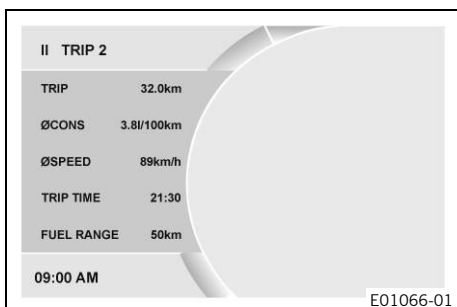 II TRIP 2
TRIP 32.0km
ØCONS 3.8l/100km
ØSPEED 89km/h
TRIP TIME 21:30
FUEL RANGE 50km
09:00 AM
E01066-01